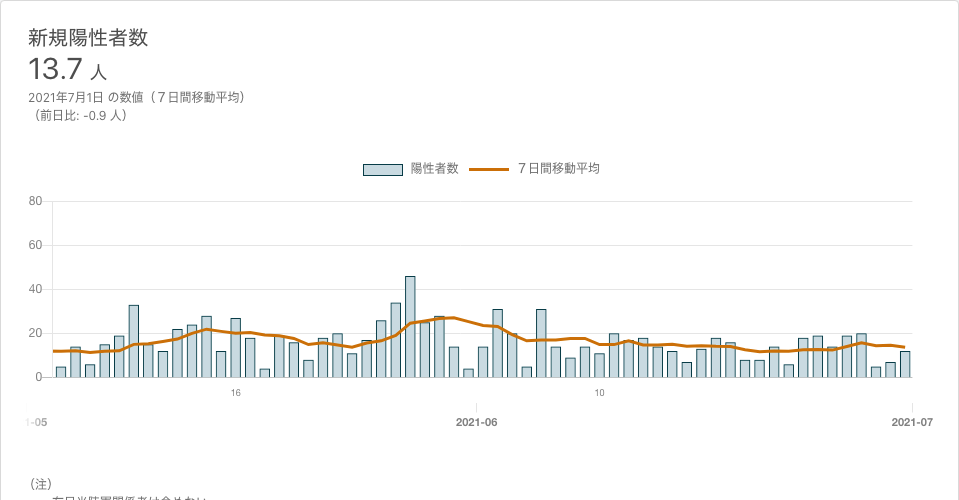 新規陽性者数
13.7 人
2021年7月1日 の数値（７日間移動平均）
（前日比: -0.9 人）
陽性者数 ７日間移動平均
80
60
40
20
0
16 10
-05 2021-06 2021-07
（注）